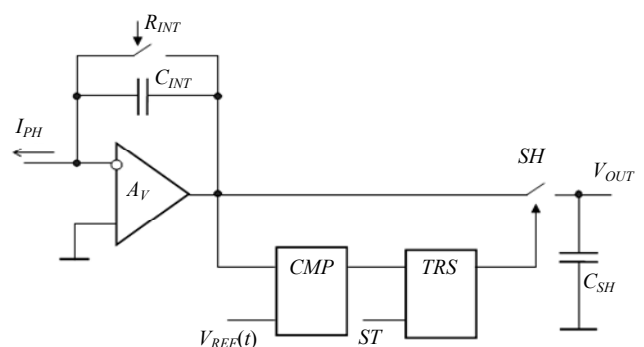 R_INT
C_INT
I_PH
A_V
SH
V_OUT
CMP
TRS
C_SH
V_REF(t)
ST